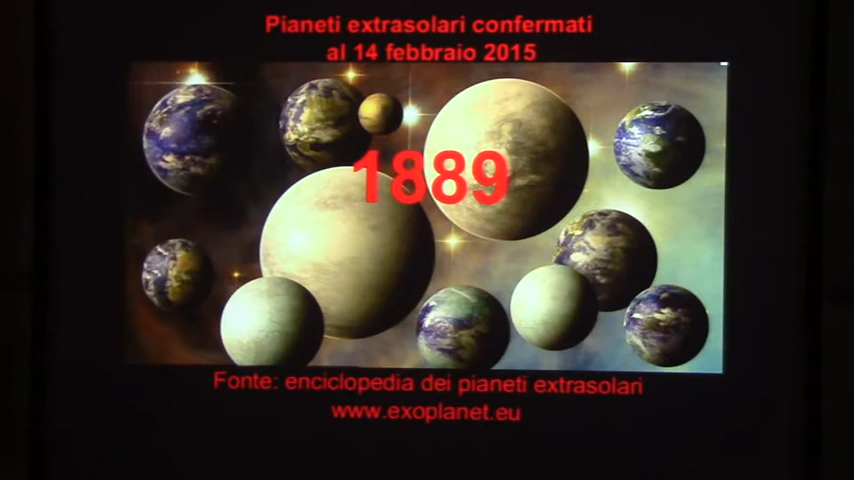 Pianeti extrasolari confermati
al 14 febbraio 2015
1889
Fonte: enciclopedia dei pianeti extrasolari
www.exoplanet.eu